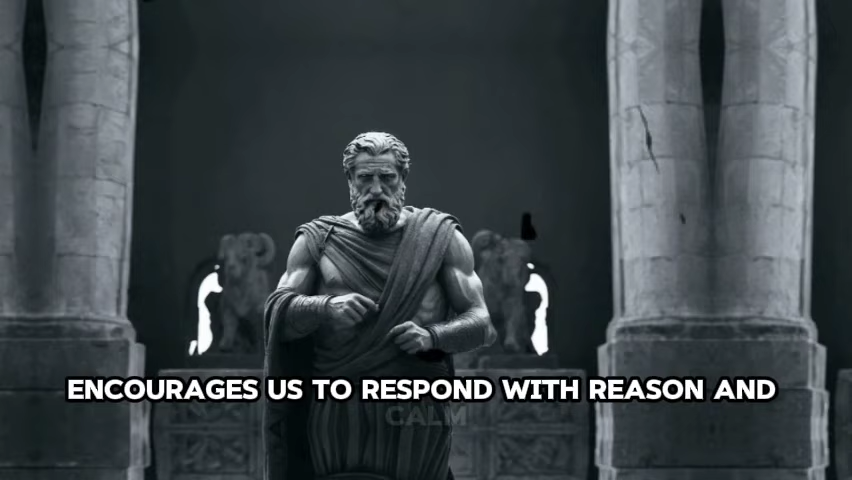 ENCOURAGES US TO RESPOND WITH REASON AND
CALM